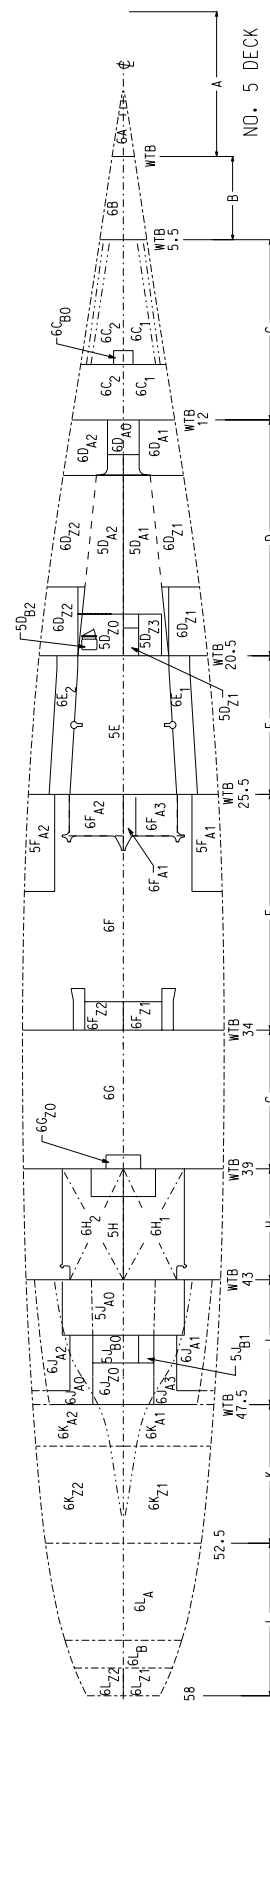 NO. 5 DECK
A
℄
6A
WTB
B
6B
WTB
5.5
6C2
6C1
6CB0
6C2
6C1
WTB
12
6DA2
6DA0
6DA1
6DZ2
5DA2
5DA1
6DZ1
5DB2
6DZ2
5DZ0
5DZ3
6DZ1
5DZ1
WTB
20.5
6E2
5E
6E1
WTB
25.5
5FA2
6FA2
6FA3
5FA1
6FA1
6F
6FZ2
6FZ1
WTB
34
6G
6GZ0
WTB
39
6H2
5H
6H1
WTB
43
5JA0
6JA2
5JB0
6JA1
5JB1
6JA0
6JZ0
6JA3
WTB
47.5
6KA2
6KA1
6KZ2
6KZ1
52.5
6LA
6LB
6LZ2
6LZ1
58